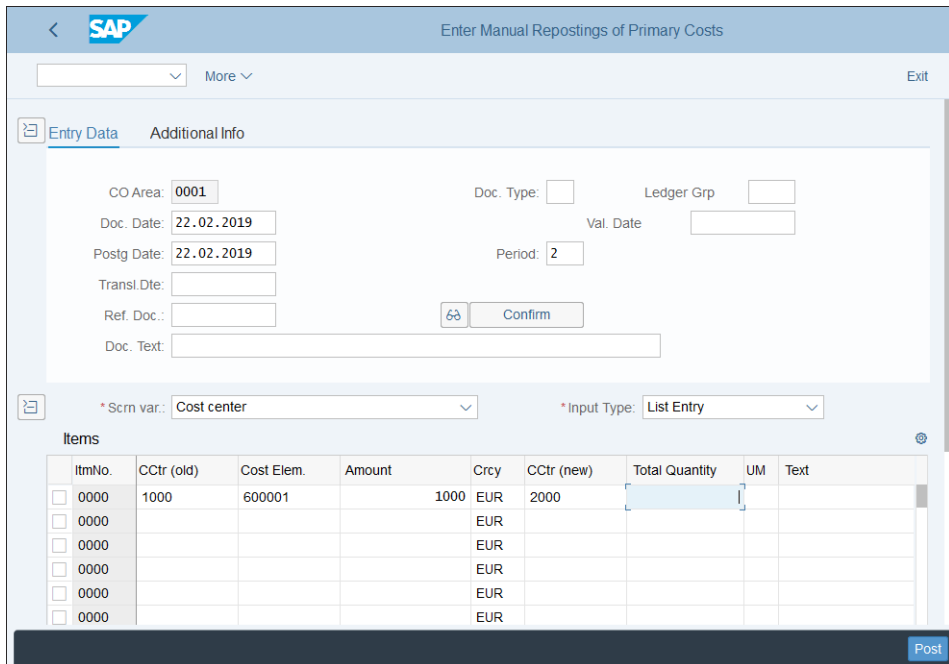 SAP Enter Manual Repostings of Primary Costs
More Exit
Entry Data Additional Info
CO Area: 0001 Doc. Type: Ledger Grp
Doc. Date: 22.02.2019 Val. Date
Postg Date: 22.02.2019 Period: 2
Transl.Dte:
Ref. Doc.: Confirm
Doc. Text:
*Scrn var.: Cost center *Input Type: List Entry
Items
ItmNo. CCtr (old) Cost Elem. Amount Crcy CCtr (new) Total Quantity UM Text
0000 1000 600001 1000 EUR 2000
0000 EUR
0000 EUR
0000 EUR
0000 EUR
0000 EUR
Post